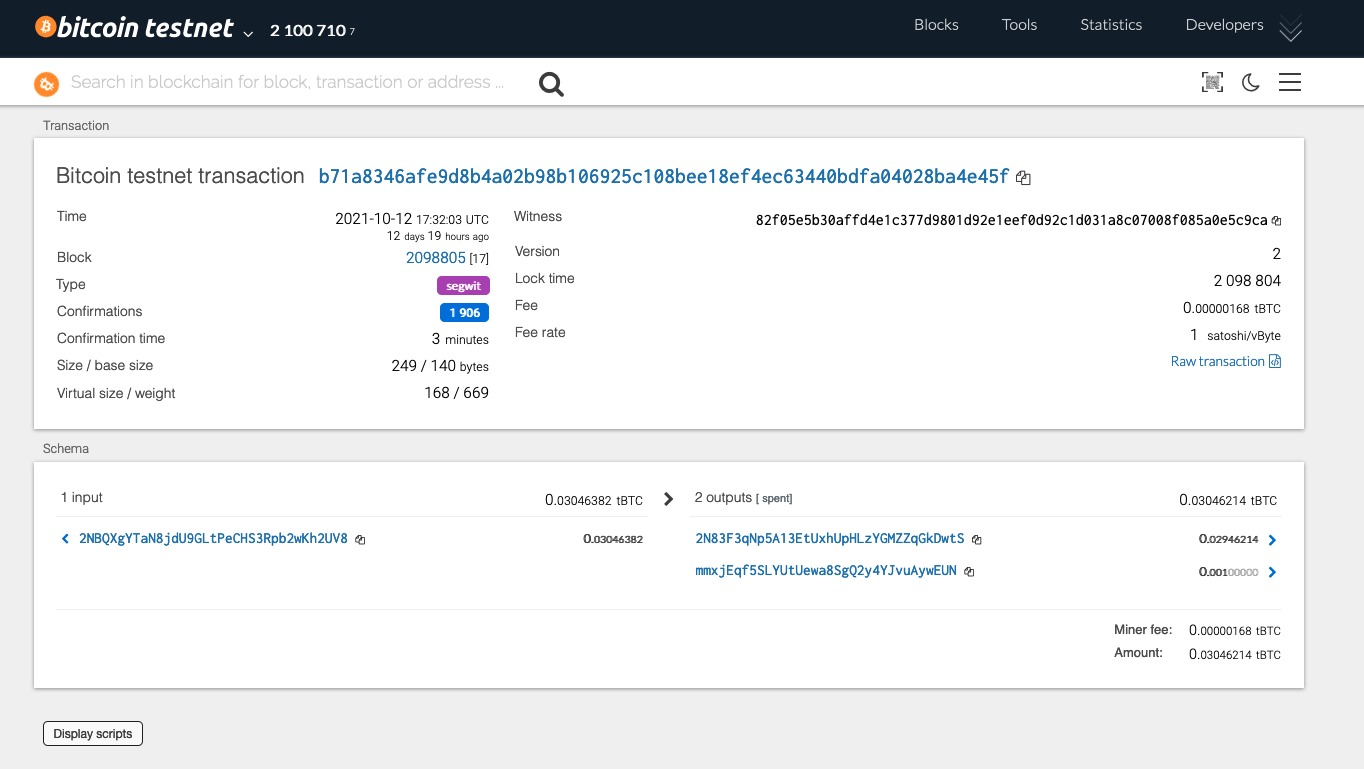 bitcoin testnet 2 100 710 7 Blocks Tools Statistics Developers
Search in blockchain for block, transaction or address ...
Transaction
Bitcoin testnet transaction b71a8346afe9d8b4a02b98b106925c108bee18ef4ec63440bdfa04028ba4e45f
Time 2021-10-12 17:32:03 UTC
12 days 19 hours ago
Block 2098805 [17]
Type segwit
Confirmations 1 906
Confirmation time 3 minutes
Size / base size 249 / 140 bytes
Virtual size / weight 168 / 669
Witness 82f05e5b30affd4e1c377d9801d92e1eef0d92c1d031a8c07008f085a0e5c9ca
Version 2
Lock time 2 098 804
Fee 0.00000168 tBTC
Fee rate 1 satoshi/vByte
Raw transaction
Schema
1 input 0.03046382 tBTC
2NBQXgYTaN8jdU9GLtPeCHS3Rpb2wKh2UV8 0.03046382
2 outputs [ spent] 0.03046214 tBTC
2N83F3qNp5A13EtUxhUpHLzYGMZZqGkDwtS 0.02946214
mmxjEqf5SLYUtUewa8SgQ2y4YJvuAywEUN 0.00100000
Miner fee: 0.00000168 tBTC
Amount: 0.03046214 tBTC
Display scripts